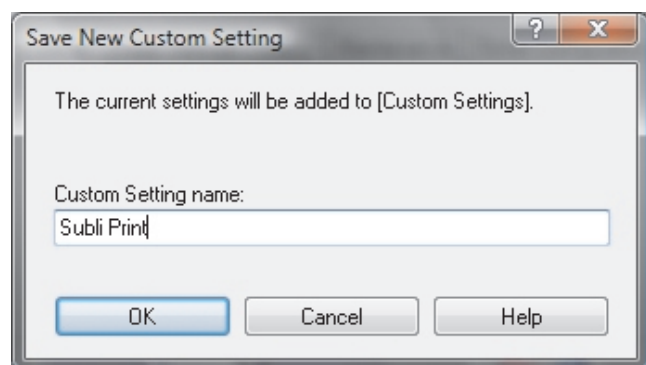 Save New Custom Setting
The current settings will be added to [Custom Settings].
Custom Setting name:
Subli Print
OK Cancel Help